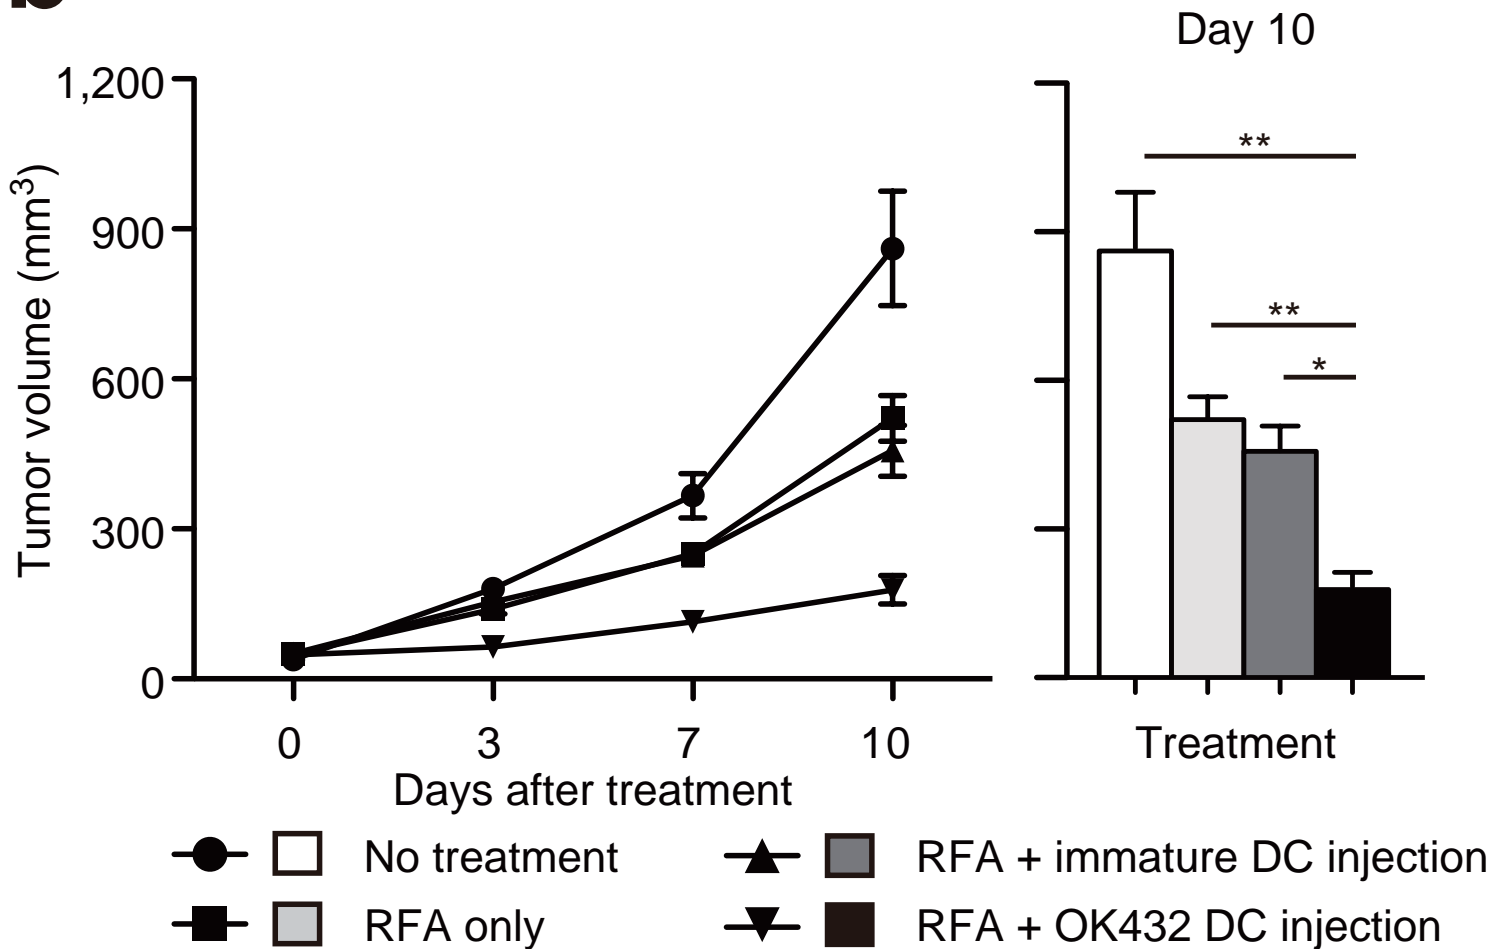 b
Day 10
1,200
900
600
300
0
Tumor volume (mm³)
0 3 7 10
Days after treatment
**
**
*
Treatment
No treatment
RFA + immature DC injection
RFA only
RFA + OK432 DC injection